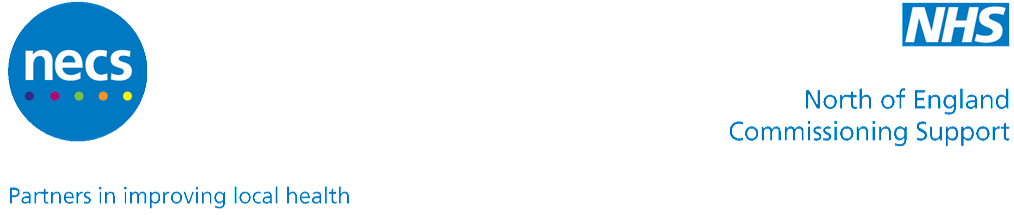 necs
NHS
North of England
Commissioning Support
Partners in improving local health